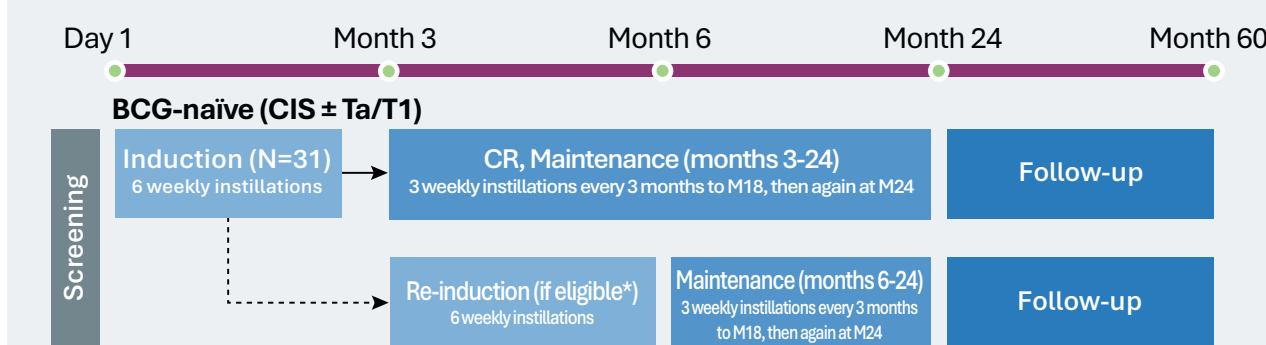 Day 1 Month 3 Month 6 Month 24 Month 60
BCG-naïve (CIS ± Ta/T1)
Screening
Induction (N=31)
6 weekly instillations
CR, Maintenance (months 3-24)
3 weekly instillations every 3 months to M18, then again at M24
Follow-up
Re-induction (if eligible*)
6 weekly instillations
Maintenance (months 6-24)
3 weekly instillations every 3 months
to M18, then again at M24
Follow-up